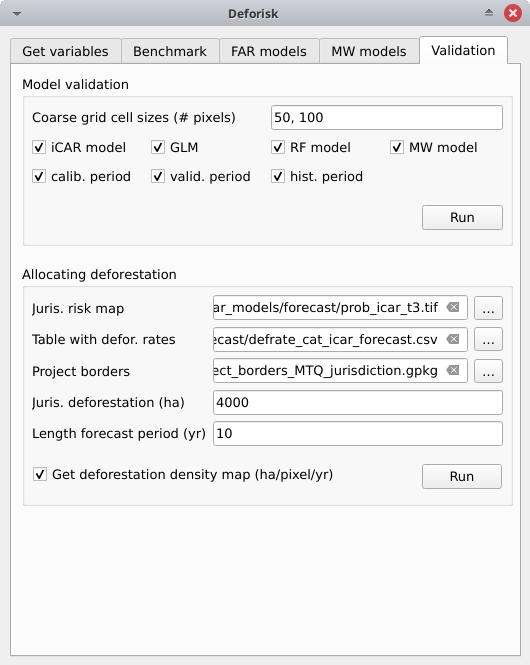 Deforisk
Get variables Benchmark FAR models MW models Validation
Model validation
Coarse grid cell sizes (# pixels) 50, 100
iCAR model GLM RF model MW model
calib. period valid. period hist. period
Run
Allocating deforestation
Juris. risk map ar_models/forecast/prob_icar_t3.tif ...
Table with defor. rates ecast/defrate_cat_icar_forecast.csv ...
Project borders ect_borders_MTQ_jurisdiction.gpkg ...
Juris. deforestation (ha) 4000
Length forecast period (yr) 10
Get deforestation density map (ha/pixel/yr) Run